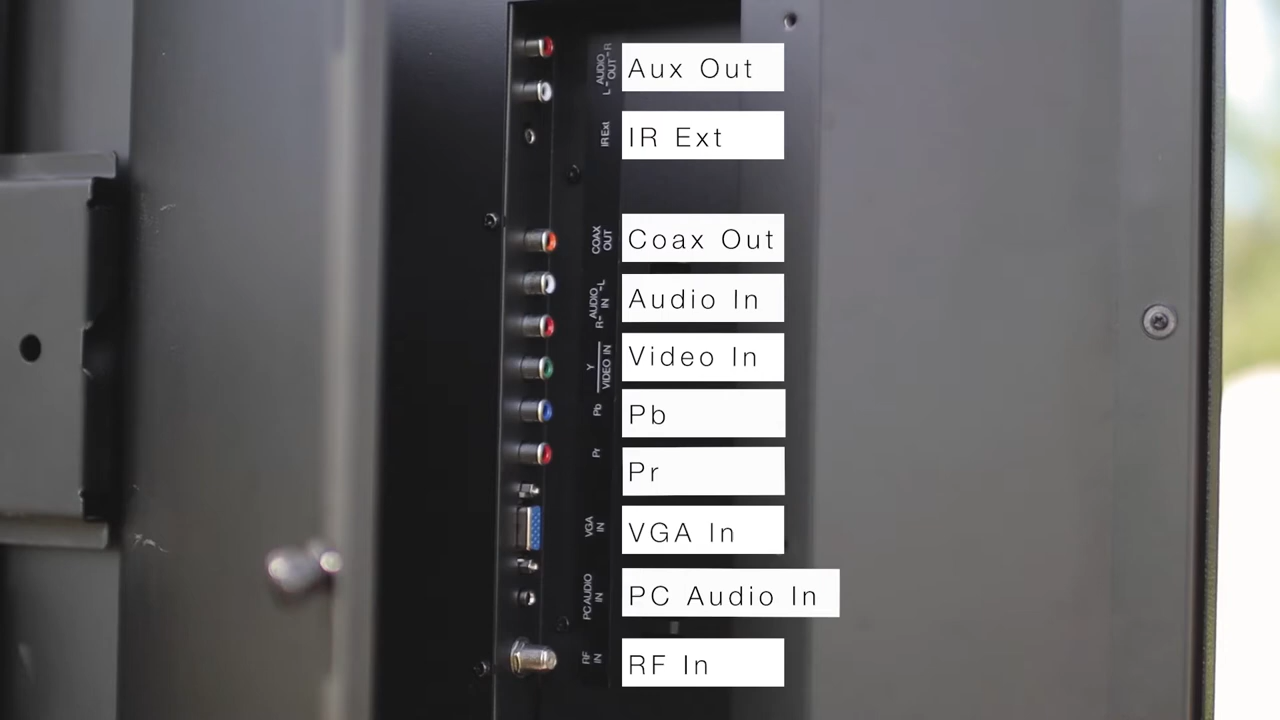 AUDIO
L-OUT-R
Aux Out
IR Ext
IR Ext
COAX
OUT
Coax Out
AUDIO
R- IN -L
Audio In
Y
VIDEO IN
Video In
Pb
Pb
Pr
Pr
VGA
IN
VGA In
PC AUDIO
IN
PC Audio In
RF
IN
RF In